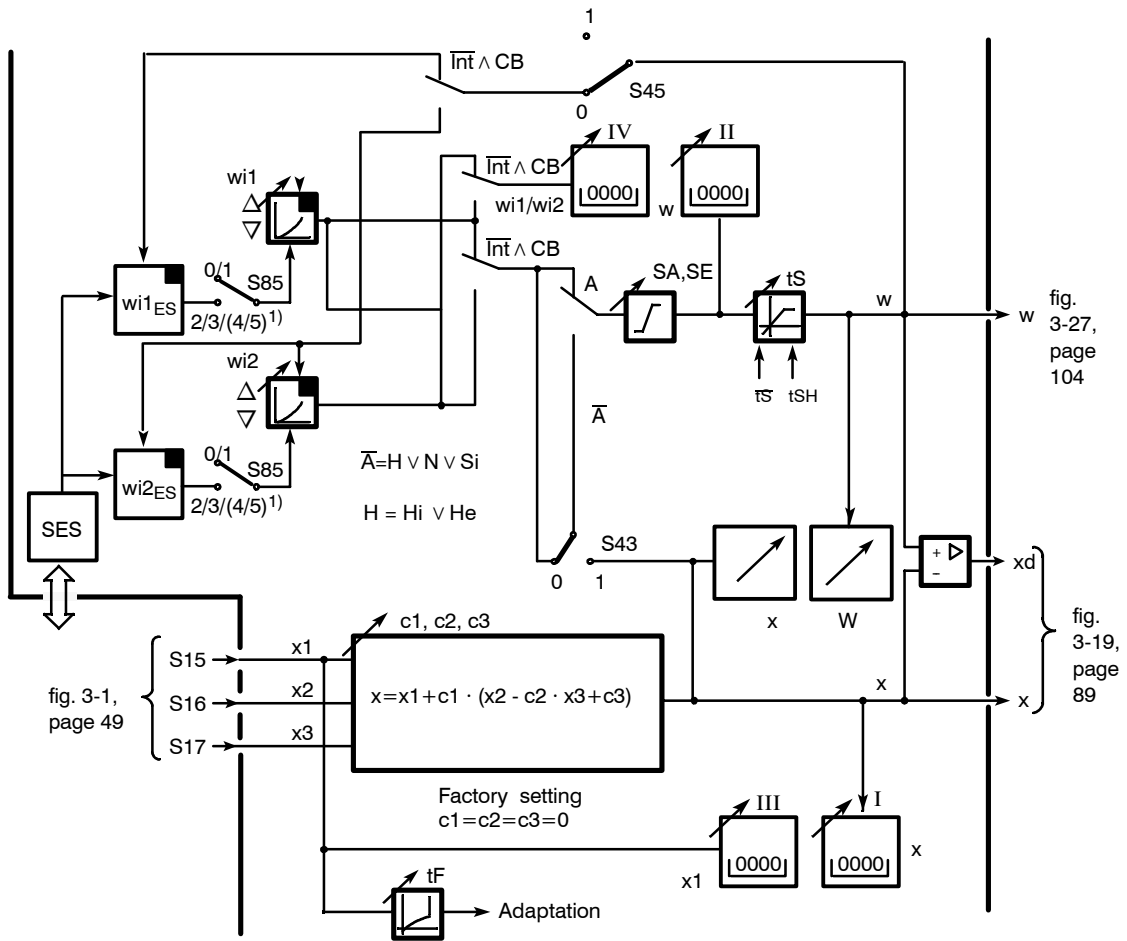 1
Int ∧ CB
S45
0
IV
II
Int ∧ CB
0000
0000
wi1
wi1/wi2
w
△
▽
Int ∧ CB
0/1
S85
A
SA,SE
tS
wi1ES
w
w
fig.
3-27,
page
104
2/3/(4/5)1)
wi2
△
▽
tS
tSH
A
0/1
S85
A=H ∨ N ∨ Si
wi2ES
2/3/(4/5)1)
H = Hi ∨ He
SES
S43
+
−
xd
0
1
x
W
fig.
3-19,
page
89
c1, c2, c3
S15
x1
fig. 3-1,
page 49
S16
x2
x=x1+c1 · (x2 - c2 · x3+c3)
x
x
S17
x3
Factory setting
c1=c2=c3=0
III
I
0000
0000
x1
x
tF
Adaptation